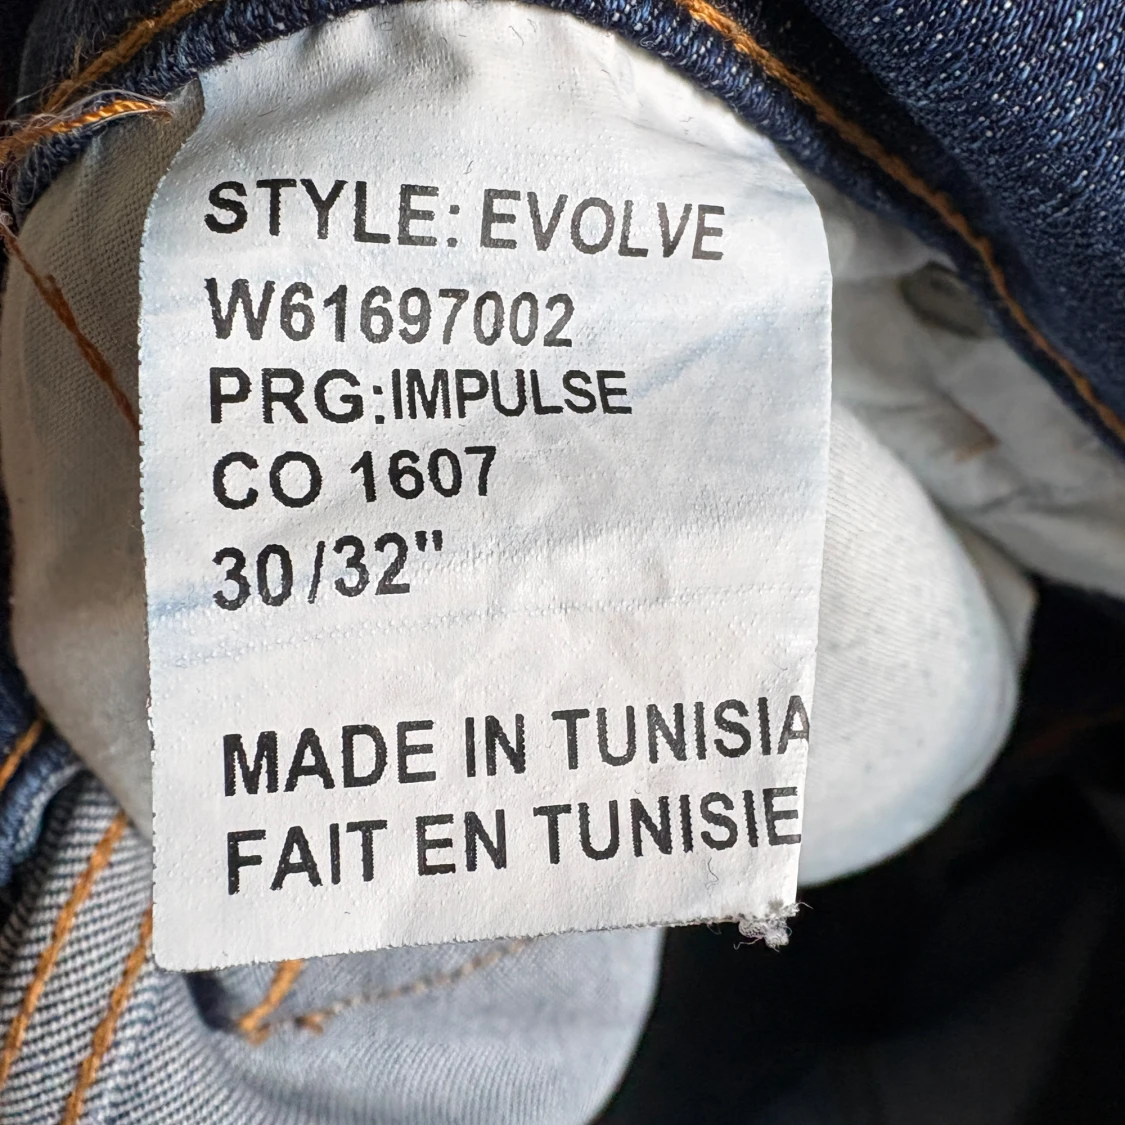 STYLE: EVOLVE
W61697002
PRG:IMPULSE
CO 1607
30/32"
MADE IN TUNISIA
FAIT EN TUNISIE